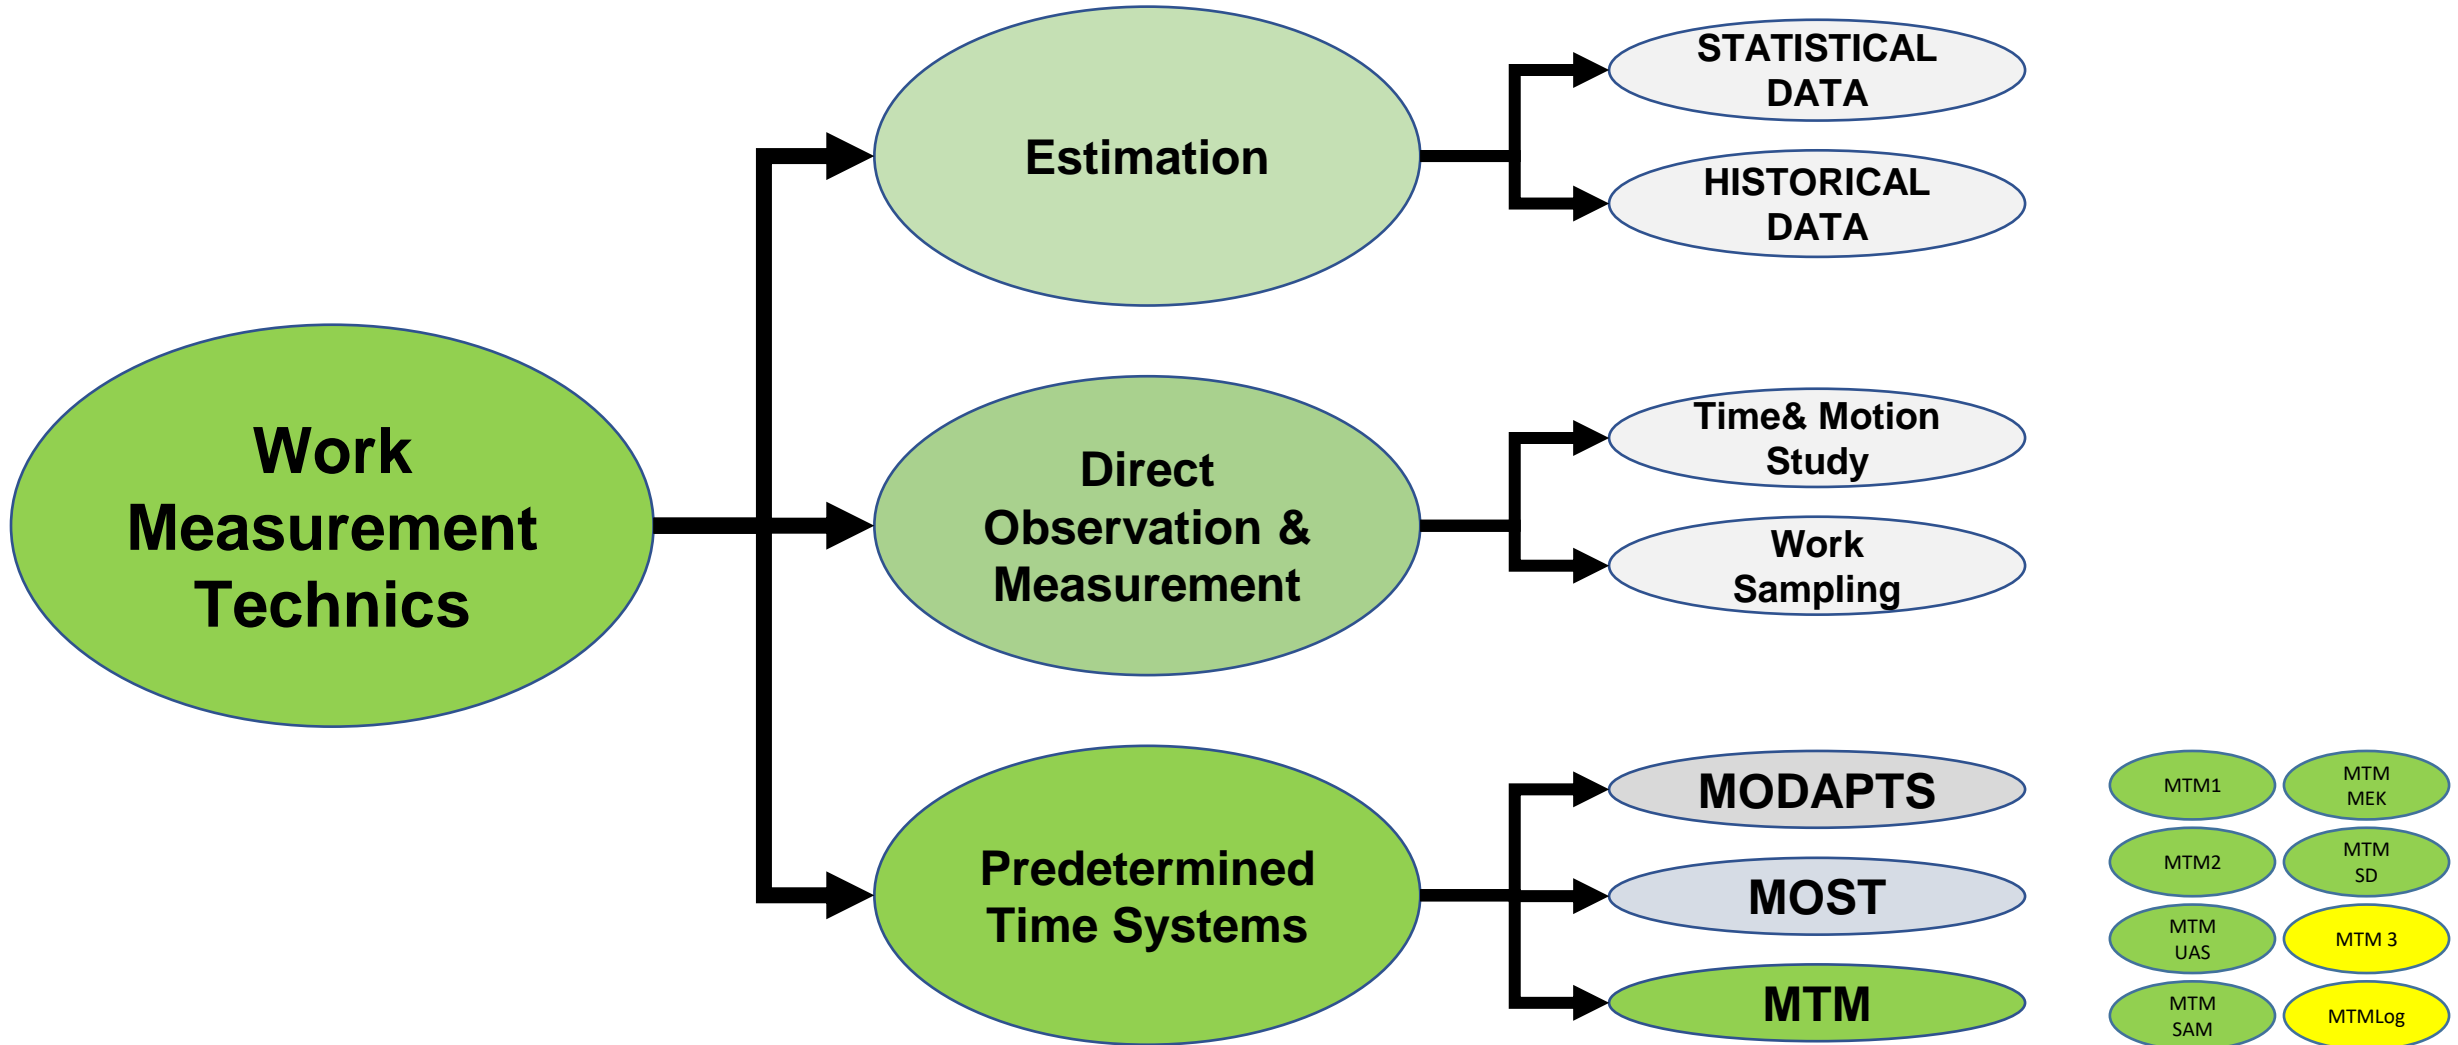 Work
Measurement
Technics
Estimation
STATISTICAL
DATA
HISTORICAL
DATA
Direct
Observation &
Measurement
Time& Motion
Study
Work
Sampling
Predetermined
Time Systems
MODAPTS
MOST
MTM
MTM1
MTM
MEK
MTM2
MTM
SD
MTM
UAS
MTM 3
MTM
SAM
MTMLog